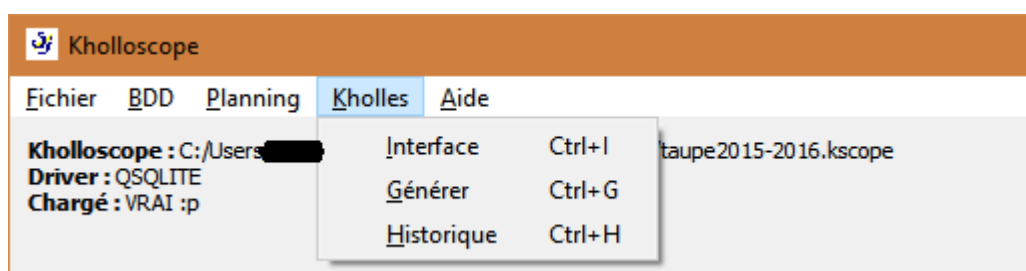 Kholloscope
Fichier BDD Planning Kholles Aide
Kholloscope : C:/Users taupe2015-2016.kscope
Driver : QSQLITE
Chargé : VRAI :p
Interface Ctrl+I
Générer Ctrl+G
Historique Ctrl+H